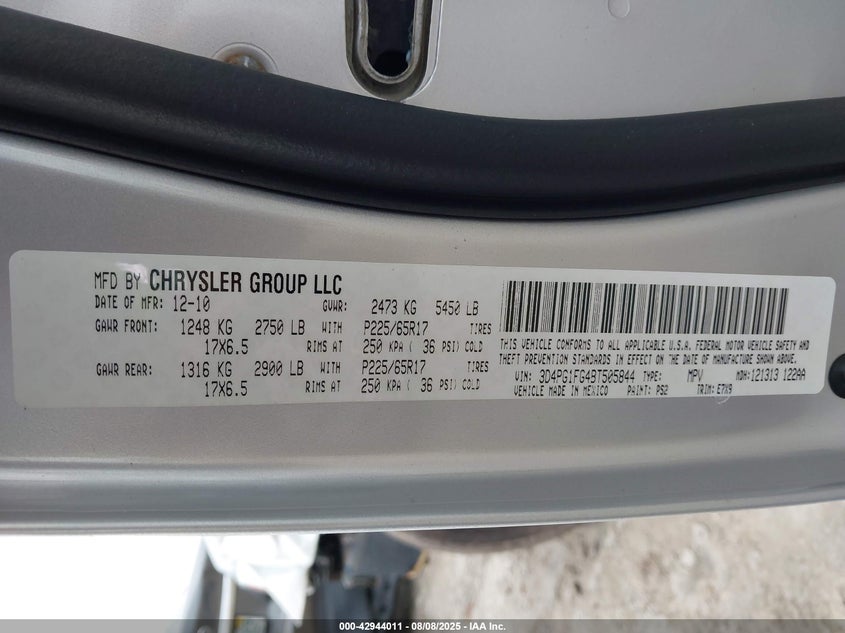 MFD BY CHRYSLER GROUP LLC
DATE OF MFR: 12-10 GVWR: 2473 KG 5450 LB
GAWR FRONT: 1248 KG 2750 LB WITH P225/65R17 TIRES
17X6.5 RIMS AT 250 KPA ( 36 PSI) COLD
GAWR REAR: 1316 KG 2900 LB WITH P225/65R17 TIRES
17X6.5 RIMS AT 250 KPA ( 36 PSI) COLD
THIS VEHICLE CONFORMS TO ALL APPLICABLE U.S.A. FEDERAL MOTOR VEHICLE SAFETY AND
THEFT PREVENTION STANDARDS IN EFFECT ON THE DATE OF MANUFACTURE SHOWN ABOVE.
VIN: 3D4PG1FG4BT505844 TYPE: MPV MDH: 121313 122AA
VEHICLE MADE IN MEXICO PAINT: PS2 TRIM: E7X9
000-42944011 - 08/08/2025 - IAA Inc.